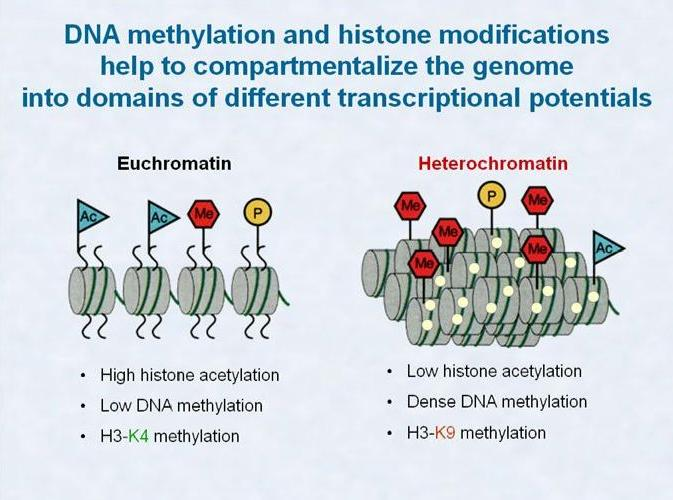 DNA methylation and histone modifications
help to compartmentalize the genome
into domains of different transcriptional potentials
Euchromatin
Heterochromatin
Ac
Ac
Me
P
Me
P
Me
Me
Me
Me
Ac
• High histone acetylation
• Low DNA methylation
• H3-K4 methylation
• Low histone acetylation
• Dense DNA methylation
• H3-K9 methylation